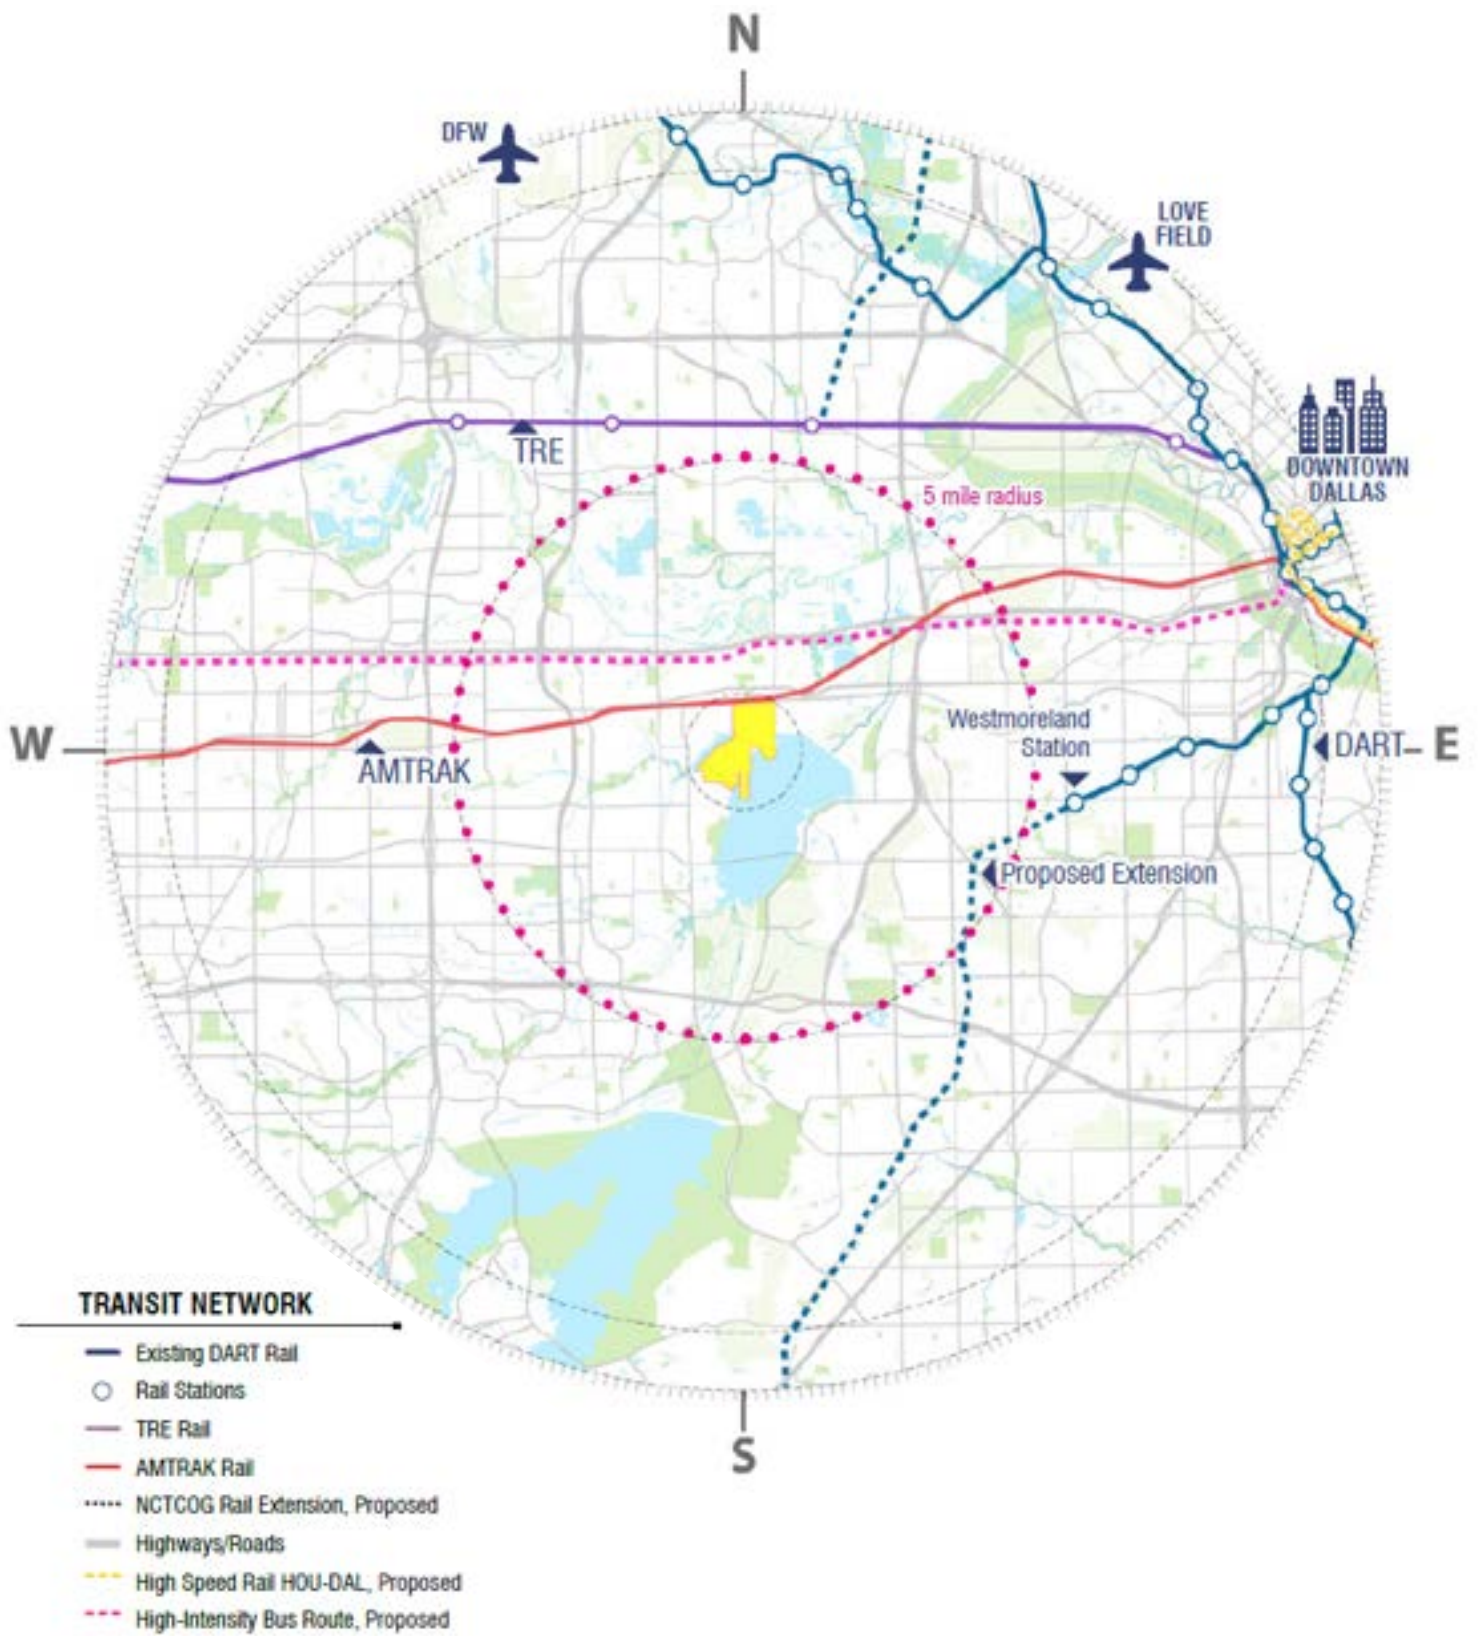 N
DFW
LOVE
FIELD
DOWNTOWN
DALLAS
TRE
5 mile radius
Westmoreland
Station
W
AMTRAK
DART
E
Proposed Extension
S
TRANSIT NETWORK
Existing DART Rail
Rail Stations
TRE Rail
AMTRAK Rail
NCTCOG Rail Extension, Proposed
Highways/Roads
High Speed Rail HOU-DAL, Proposed
High-Intensity Bus Route, Proposed